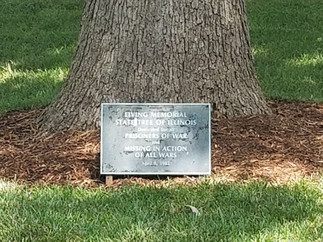 LIVING MEMORIAL
STATE TREE OF ILLINOIS
PRISONERS OF WAR
MISSING IN ACTION
OF ALL WARS